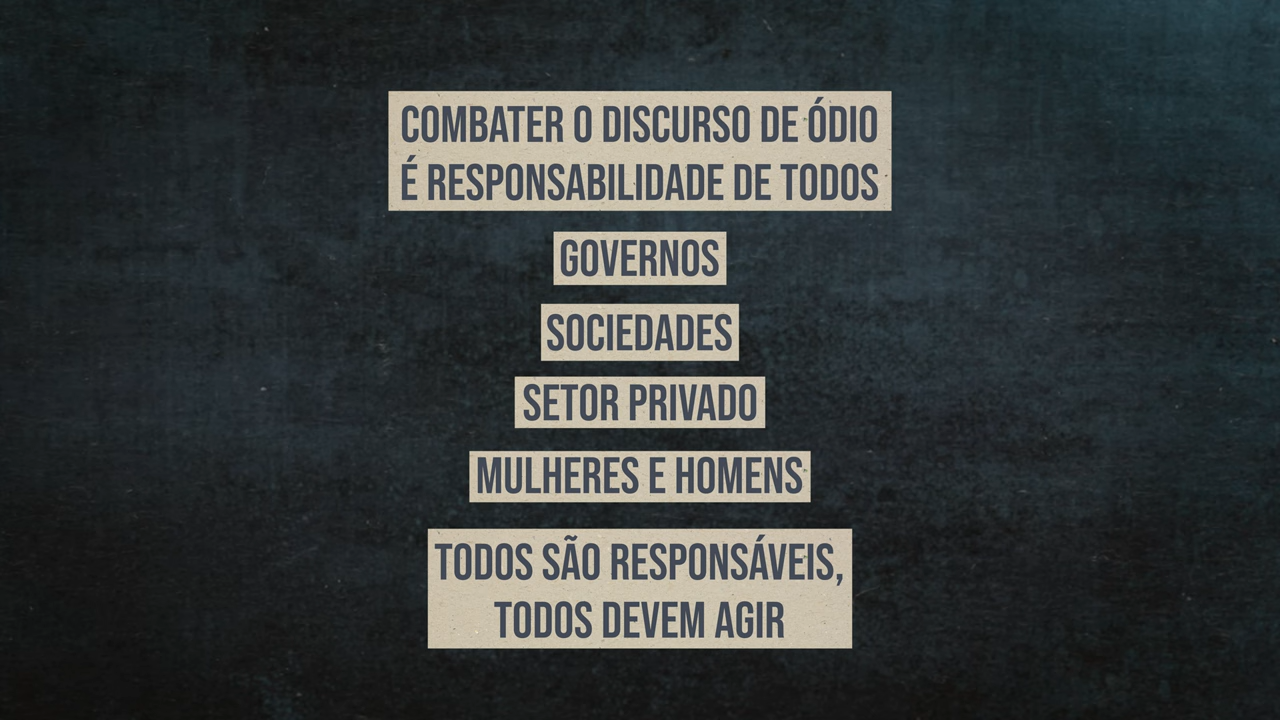 COMBATER O DISCURSO DE ÓDIO
É RESPONSABILIDADE DE TODOS
GOVERNOS
SOCIEDADES
SETOR PRIVADO
MULHERES E HOMENS
TODOS SÃO RESPONSÁVEIS,
TODOS DEVEM AGIR